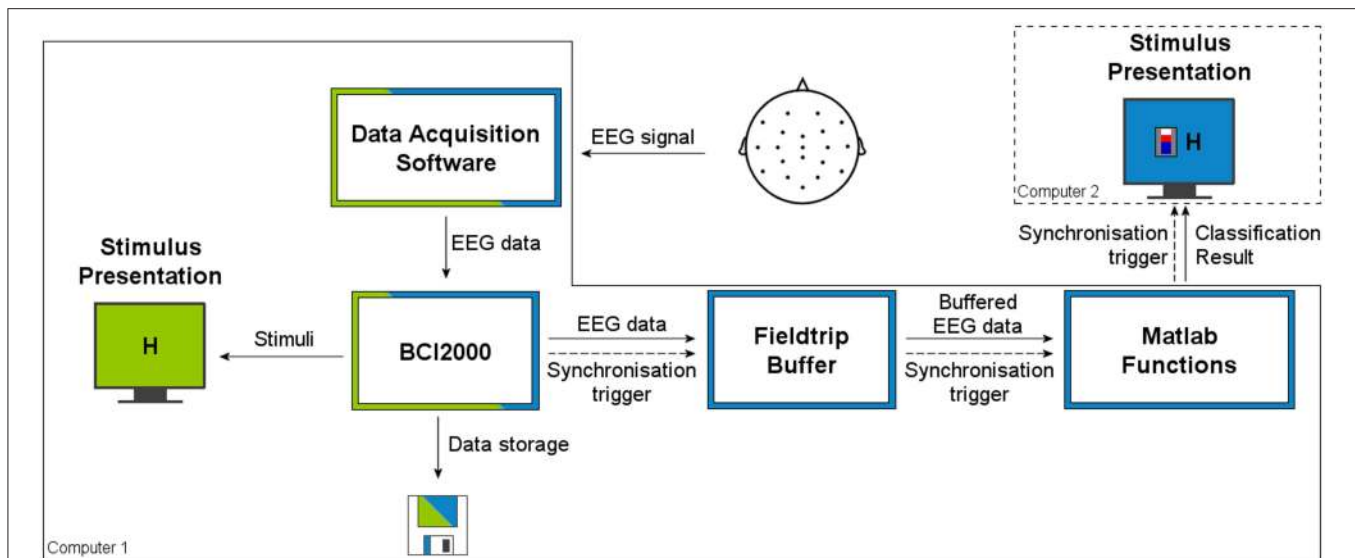 Stimulus
Presentation
H
Computer 2
Data Acquisition
Software
EEG signal
EEG data
Synchronisation
trigger
Classification
Result
Stimulus
Presentation
H
Stimuli
BCI2000
EEG data
Synchronisation
trigger
Fieldtrip
Buffer
Buffered
EEG data
Synchronisation
trigger
Matlab
Functions
Data storage
Computer 1